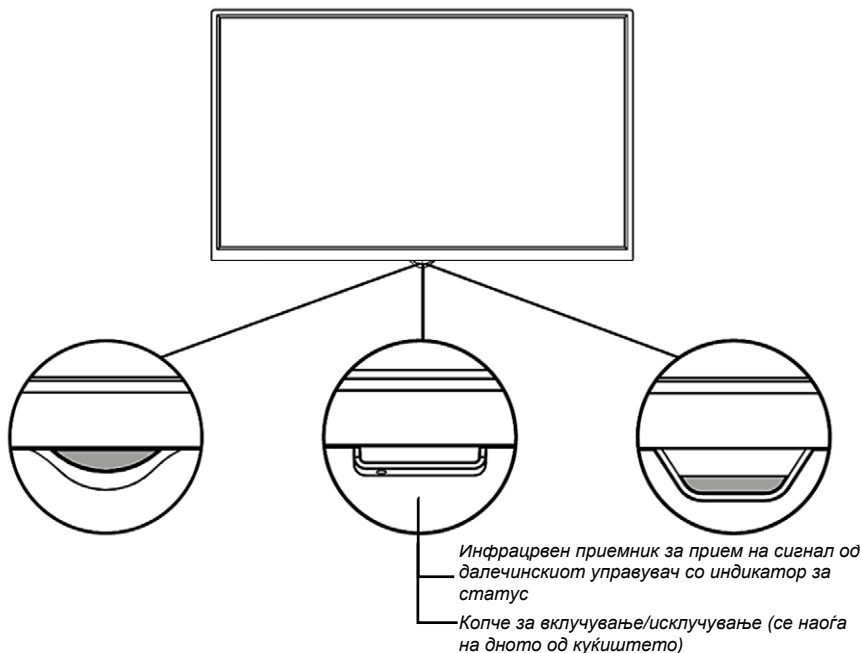 Инфрацрвен приемник за прием на сигнал од
далечинскиот управувач со индикатор за
статус
Копче за вклучување/исклучување (се наоѓа
на дното од куќиштето)